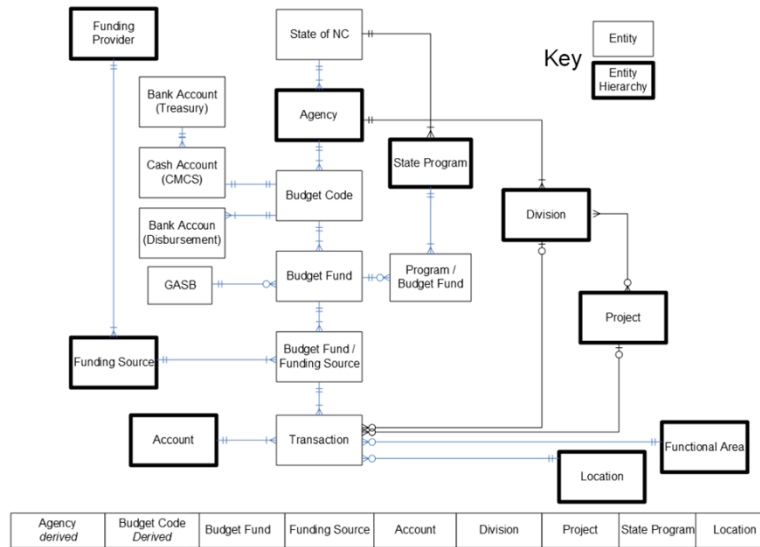 Funding
Provider
State of NC
Key
Entity
Entity
Hierarchy
Bank Account
(Treasury)
Agency
Cash Account
(CMCS)
State Program
Budget Code
Division
Bank Accoun
(Disbursement)
GASB
Budget Fund
Program /
Budget Fund
Project
Funding Source
Budget Fund /
Funding Source
Account
Transaction
Functional Area
Location
Agency
derived
Budget Code
Derived
Budget Fund
Funding Source
Account
Division
Project
State Program
Location